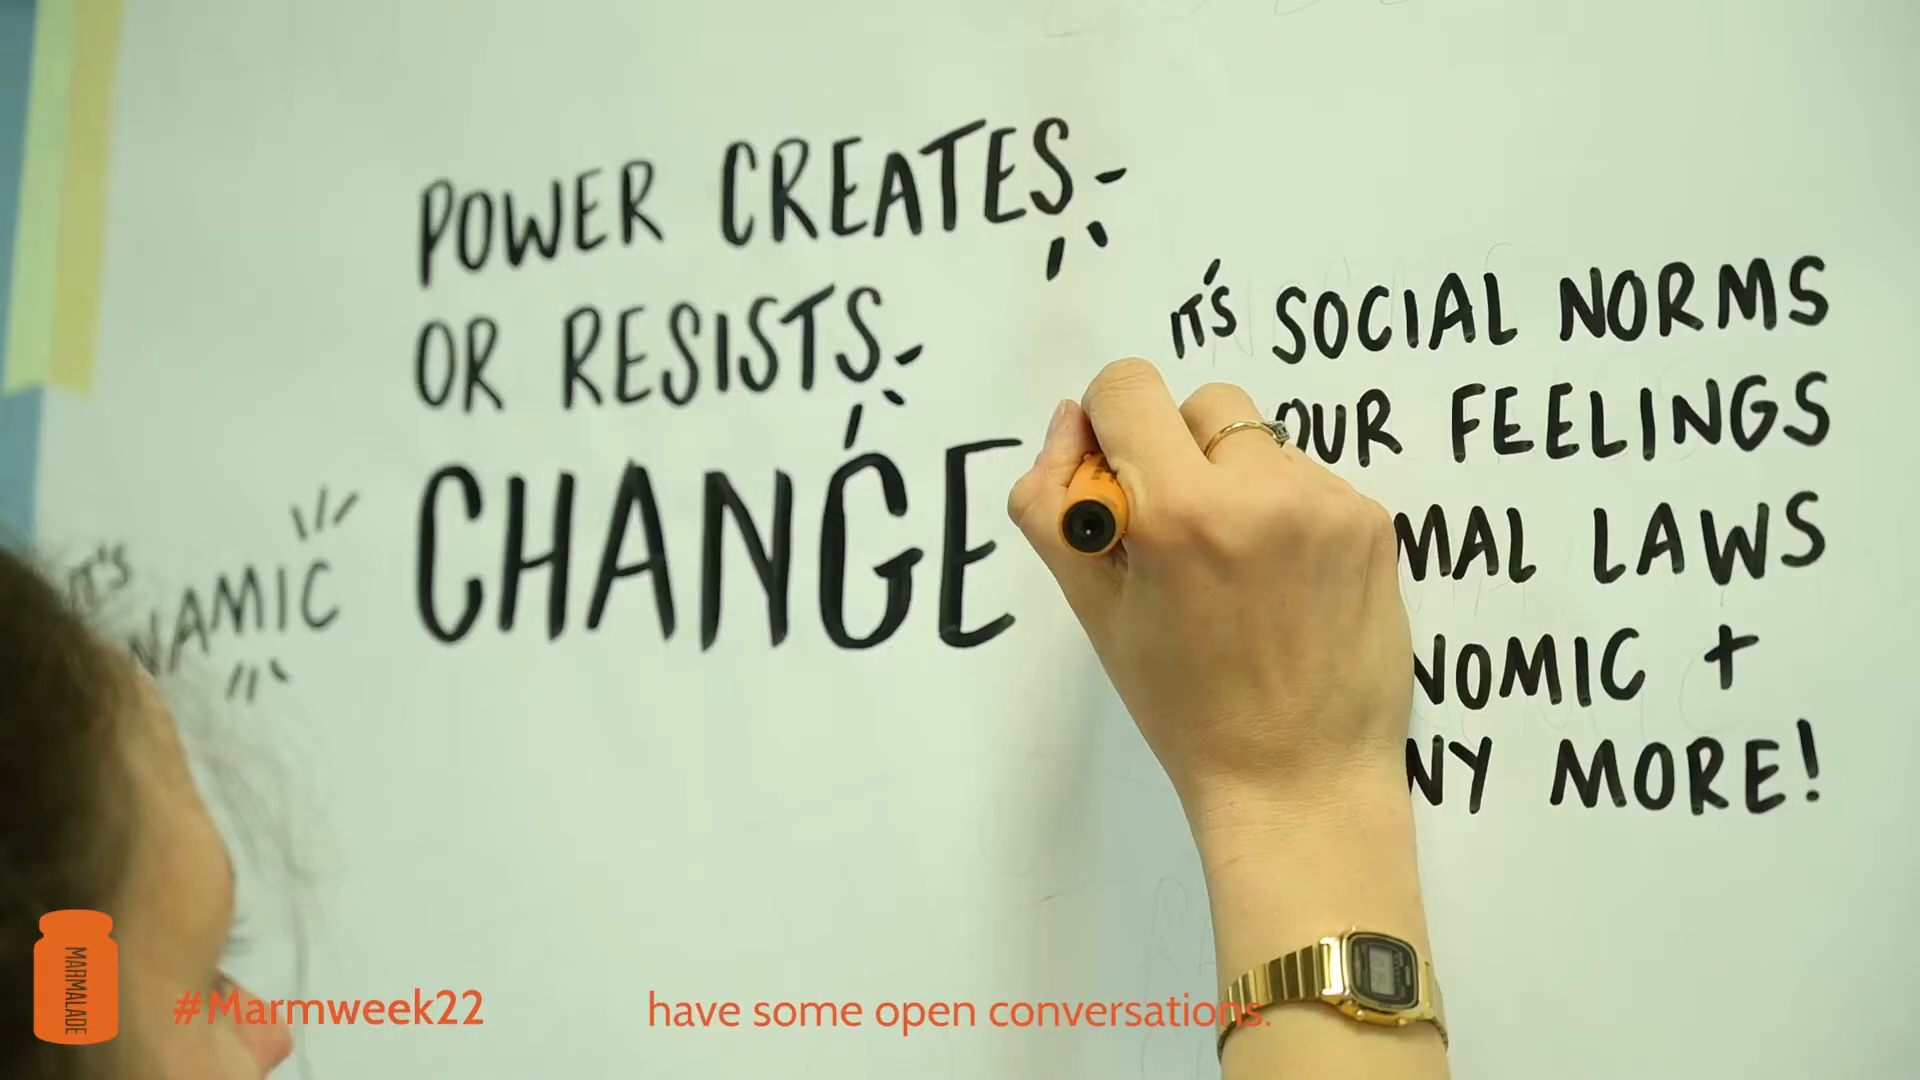 POWER CREATES
OR RESISTS
CHANGE
IT'S
NAMIC
IT'S SOCIAL NORMS
OUR FEELINGS
MAL LAWS
NOMIC +
NY MORE!
MARMALADE
#Marmweek22
have some open conversations.